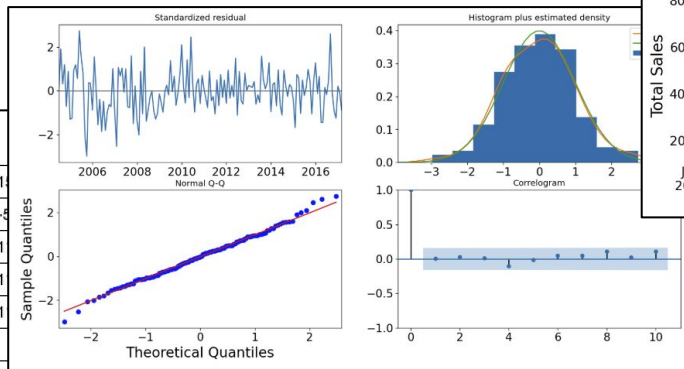 Standardized residual
2
0
−2
2006 2008 2010 2012 2014 2016
Histogram plus estimated density
0.4
0.3
0.2
0.1
0.0
−3 −2 −1 0 1 2
Total Sales
Normal Q-Q
Sample Quantiles
2
0
−2
−2 −1 0 1 2
Theoretical Quantiles
Correlogram
1.0
0.5
0.0
−0.5
−1.0
0 2 4 6 8 10